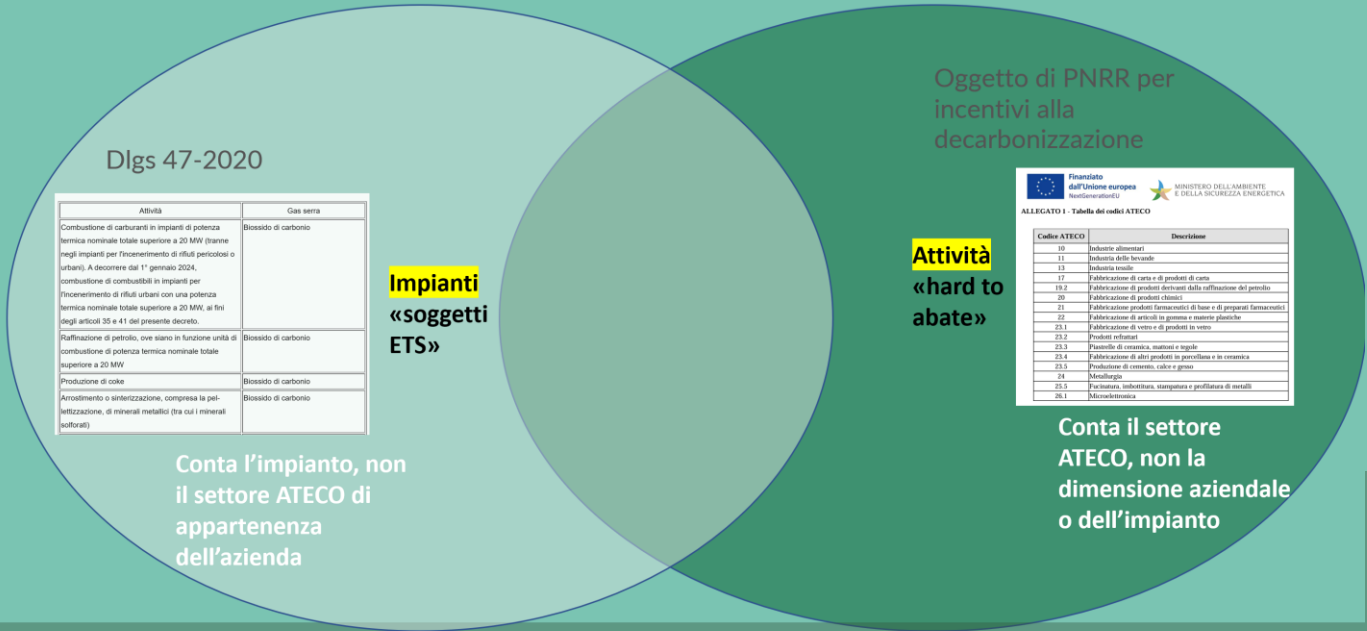 Dlgs 47-2020
Attività Gas serra
Combustione di carburanti in impianti di potenza Biossido di carbonio
termica nominale totale superiore a 20 MW (tranne
negli impianti per l'incenerimento di rifiuti pericolosi o
urbani). A decorrere dal 1° gennaio 2024,
combustione di combustibili in impianti per
l'incenerimento di rifiuti urbani con una potenza
termica nominale totale superiore a 20 MW, ai fini
degli articoli 35 e 41 del presente decreto.
Raffinazione di petrolio, ove siano in funzione unità di Biossido di carbonio
combustione di potenza termica nominale totale
superiore a 20 MW
Produzione di coke Biossido di carbonio
Arrostimento o sinterizzazione, compresa la pel- Biossido di carbonio
lettizzazione, di minerali metallici (tra cui i minerali
solforati)
Impianti
«soggetti
ETS»
Conta l'impianto, non
il settore ATECO di
appartenenza
dell'azienda
Oggetto di PNRR per
incentivi alla
decarbonizzazione
Finanziato
dall'Unione europea
NextGenerationEU
MINISTERO DELL'AMBIENTE
E DELLA SICUREZZA ENERGETICA
ALLEGATO 1 - Tabella dei codici ATECO
Codice ATECO Descrizione
10 Industrie alimentari
11 Industria delle bevande
13 Industria tessile
17 Fabbricazione di carta e di prodotti di carta
19.2 Fabbricazione di prodotti derivanti dalla raffinazione del petrolio
20 Fabbricazione di prodotti chimici
21 Fabbricazione prodotti farmaceutici di base e di preparati farmaceutici
22 Fabbricazione di articoli in gomma e materie plastiche
23.1 Fabbricazione di vetro e di prodotti in vetro
23.2 Prodotti refrattari
23.3 Piastrelle di ceramica, mattoni e tegole
23.4 Fabbricazione di altri prodotti in porcellana e in ceramica
23.5 Produzione di cemento, calce e gesso
24 Metallurgia
25.5 Fucinatura, imbottitura, stampatura e profilatura di metalli
26.1 Microelettronica
Attività
«hard to
abate»
Conta il settore
ATECO, non la
dimensione aziendale
o dell'impianto